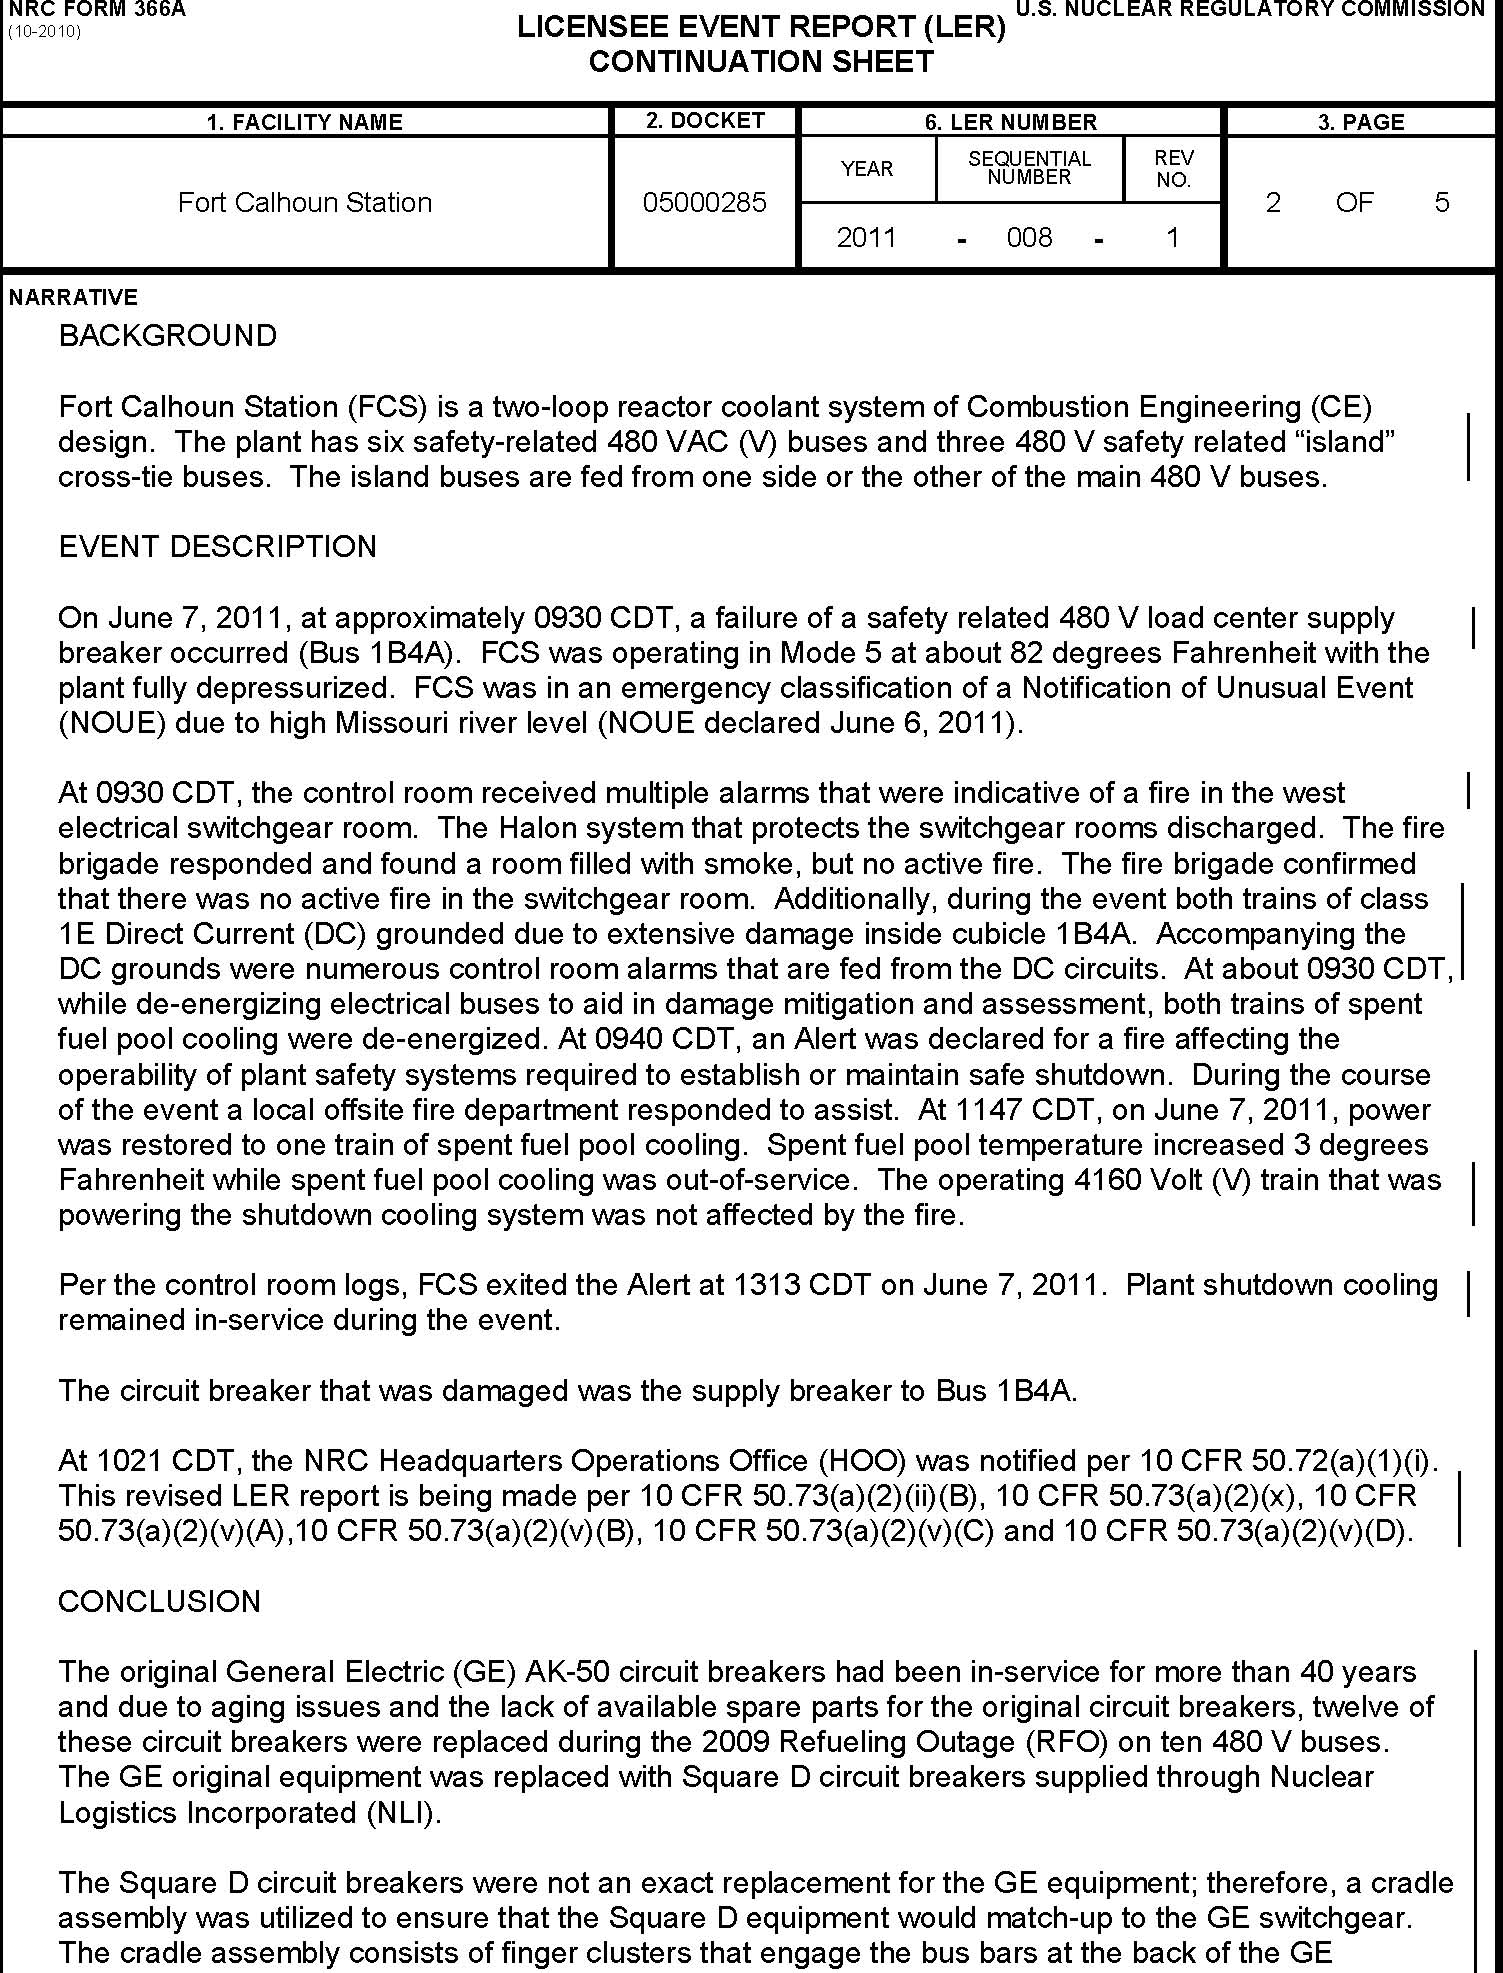 NRC FORM 366A
(10-2010)
U.S. NUCLEAR REGULATORY COMMISSION
LICENSEE EVENT REPORT (LER)
CONTINUATION SHEET
1. FACILITY NAME
2. DOCKET
6. LER NUMBER
3. PAGE
Fort Calhoun Station
05000285
YEAR
SEQUENTIAL
NUMBER
REV
NO.
2011 - 008 - 1
2 OF 5
NARRATIVE
BACKGROUND
Fort Calhoun Station (FCS) is a two-loop reactor coolant system of Combustion Engineering (CE)
design. The plant has six safety-related 480 VAC (V) buses and three 480 V safety related “island”
cross-tie buses. The island buses are fed from one side or the other of the main 480 V buses.
EVENT DESCRIPTION
On June 7, 2011, at approximately 0930 CDT, a failure of a safety related 480 V load center supply
breaker occurred (Bus 1B4A). FCS was operating in Mode 5 at about 82 degrees Fahrenheit with the
plant fully depressurized. FCS was in an emergency classification of a Notification of Unusual Event
(NOUE) due to high Missouri river level (NOUE declared June 6, 2011).
At 0930 CDT, the control room received multiple alarms that were indicative of a fire in the west
electrical switchgear room. The Halon system that protects the switchgear rooms discharged. The fire
brigade responded and found a room filled with smoke, but no active fire. The fire brigade confirmed
that there was no active fire in the switchgear room. Additionally, during the event both trains of class
1E Direct Current (DC) grounded due to extensive damage inside cubicle 1B4A. Accompanying the
DC grounds were numerous control room alarms that are fed from the DC circuits. At about 0930 CDT,
while de-energizing electrical buses to aid in damage mitigation and assessment, both trains of spent
fuel pool cooling were de-energized. At 0940 CDT, an Alert was declared for a fire affecting the
operability of plant safety systems required to establish or maintain safe shutdown. During the course
of the event a local offsite fire department responded to assist. At 1147 CDT, on June 7, 2011, power
was restored to one train of spent fuel pool cooling. Spent fuel pool temperature increased 3 degrees
Fahrenheit while spent fuel pool cooling was out-of-service. The operating 4160 Volt (V) train that was
powering the shutdown cooling system was not affected by the fire.
Per the control room logs, FCS exited the Alert at 1313 CDT on June 7, 2011. Plant shutdown cooling
remained in-service during the event.
The circuit breaker that was damaged was the supply breaker to Bus 1B4A.
At 1021 CDT, the NRC Headquarters Operations Office (HOO) was notified per 10 CFR 50.72(a)(1)(i).
This revised LER report is being made per 10 CFR 50.73(a)(2)(ii)(B), 10 CFR 50.73(a)(2)(x), 10 CFR
50.73(a)(2)(v)(A),10 CFR 50.73(a)(2)(v)(B), 10 CFR 50.73(a)(2)(v)(C) and 10 CFR 50.73(a)(2)(v)(D).
CONCLUSION
The original General Electric (GE) AK-50 circuit breakers had been in-service for more than 40 years
and due to aging issues and the lack of available spare parts for the original circuit breakers, twelve of
these circuit breakers were replaced during the 2009 Refueling Outage (RFO) on ten 480 V buses.
The GE original equipment was replaced with Square D circuit breakers supplied through Nuclear
Logistics Incorporated (NLI).
The Square D circuit breakers were not an exact replacement for the GE equipment; therefore, a cradle
assembly was utilized to ensure that the Square D equipment would match-up to the GE switchgear.
The cradle assembly consists of finger clusters that engage the bus bars at the back of the GE